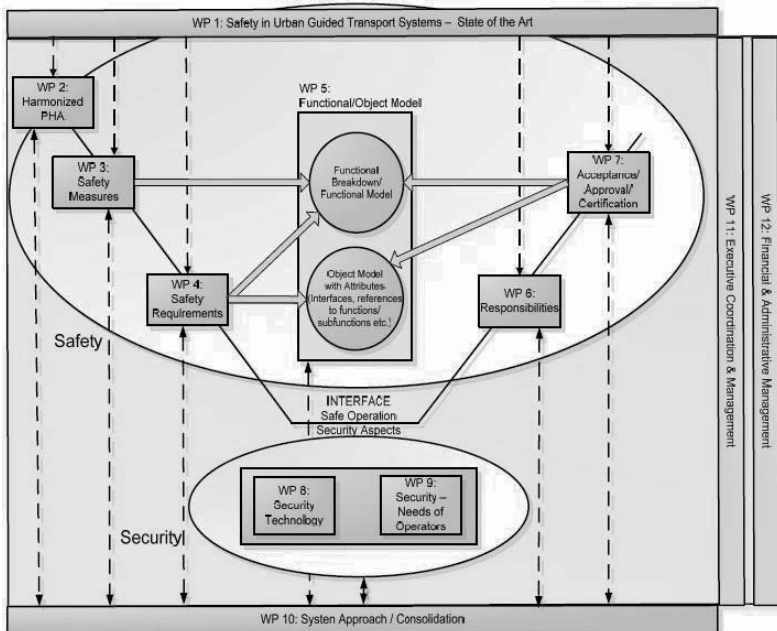 WP 1: Safety in Urban Guided Transport Systems – State of the Art
WP 2:
Harmonized
PHA.
WP 3:
Safety
Measures
WP 4:
Safety
Requirements
WP 5:
Functional/Object Model
Functional
Breakdown/
Functional Model
Object Model
with Attributes
(Interfaces, references
to functions/
subfunctions etc.)
WP 7:
Acceptance/
Approval/
Certification
WP 6:
Responsibilities
Safety
INTERFACE
Safe Operation
Security Aspects
WP 8:
Security
Technology
WP 9:
Security –
Needs of
Operators
Security
WP 10: Systen Approach / Consolidation
WP 11: Executive Coordination & Management
WP 12: Financial & Administrative Management